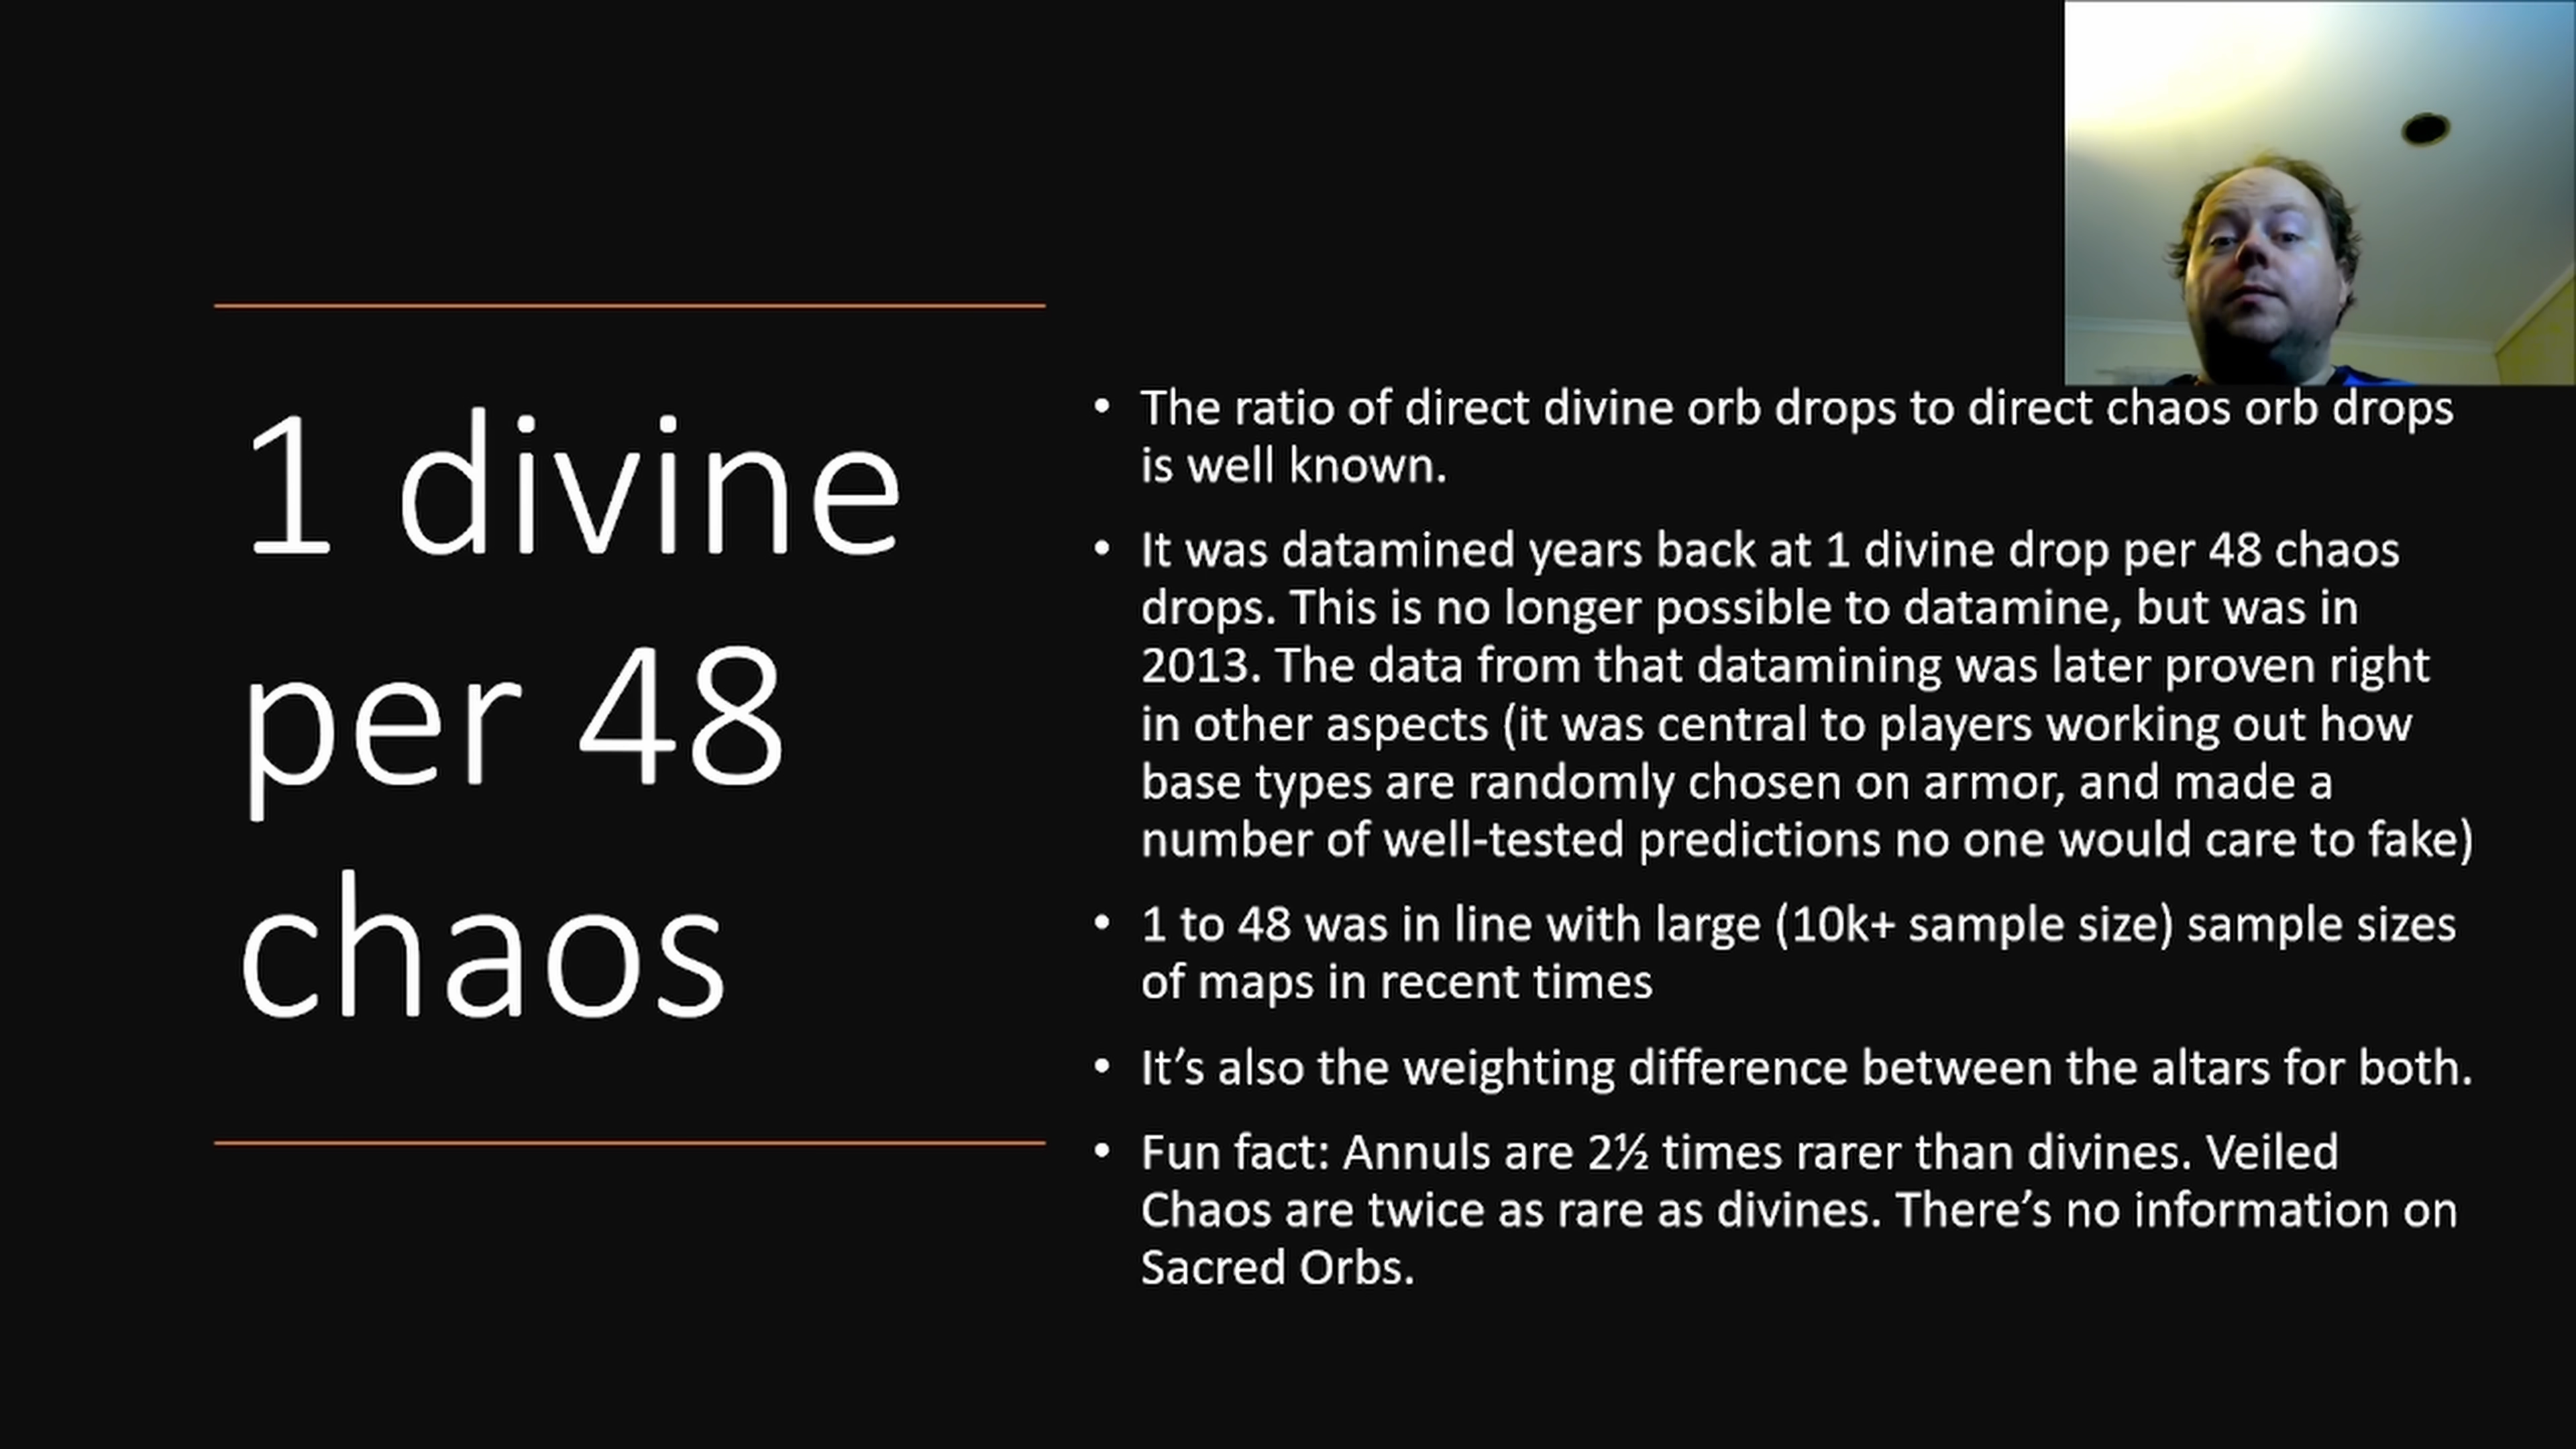 1 divine
per 48
chaos
• The ratio of direct divine orb drops to direct chaos orb drops
is well known.
• It was datamined years back at 1 divine drop per 48 chaos
drops. This is no longer possible to datamine, but was in
2013. The data from that datamining was later proven right
in other aspects (it was central to players working out how
base types are randomly chosen on armor, and made a
number of well-tested predictions no one would care to fake)
• 1 to 48 was in line with large (10k+ sample size) sample sizes
of maps in recent times
• It’s also the weighting difference between the altars for both.
• Fun fact: Annuls are 2½ times rarer than divines. Veiled
Chaos are twice as rare as divines. There’s no information on
Sacred Orbs.